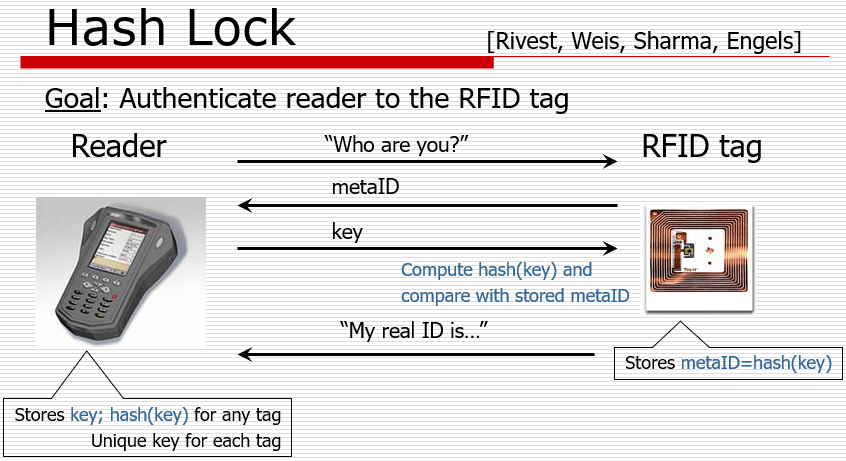 Hash Lock
[Rivest, Weis, Sharma, Engels]
Goal: Authenticate reader to the RFID tag
Reader
“Who are you?”
RFID tag
metaID
key
Compute hash(key) and
compare with stored metaID
“My real ID is…”
Stores metaID=hash(key)
Stores key; hash(key) for any tag
Unique key for each tag